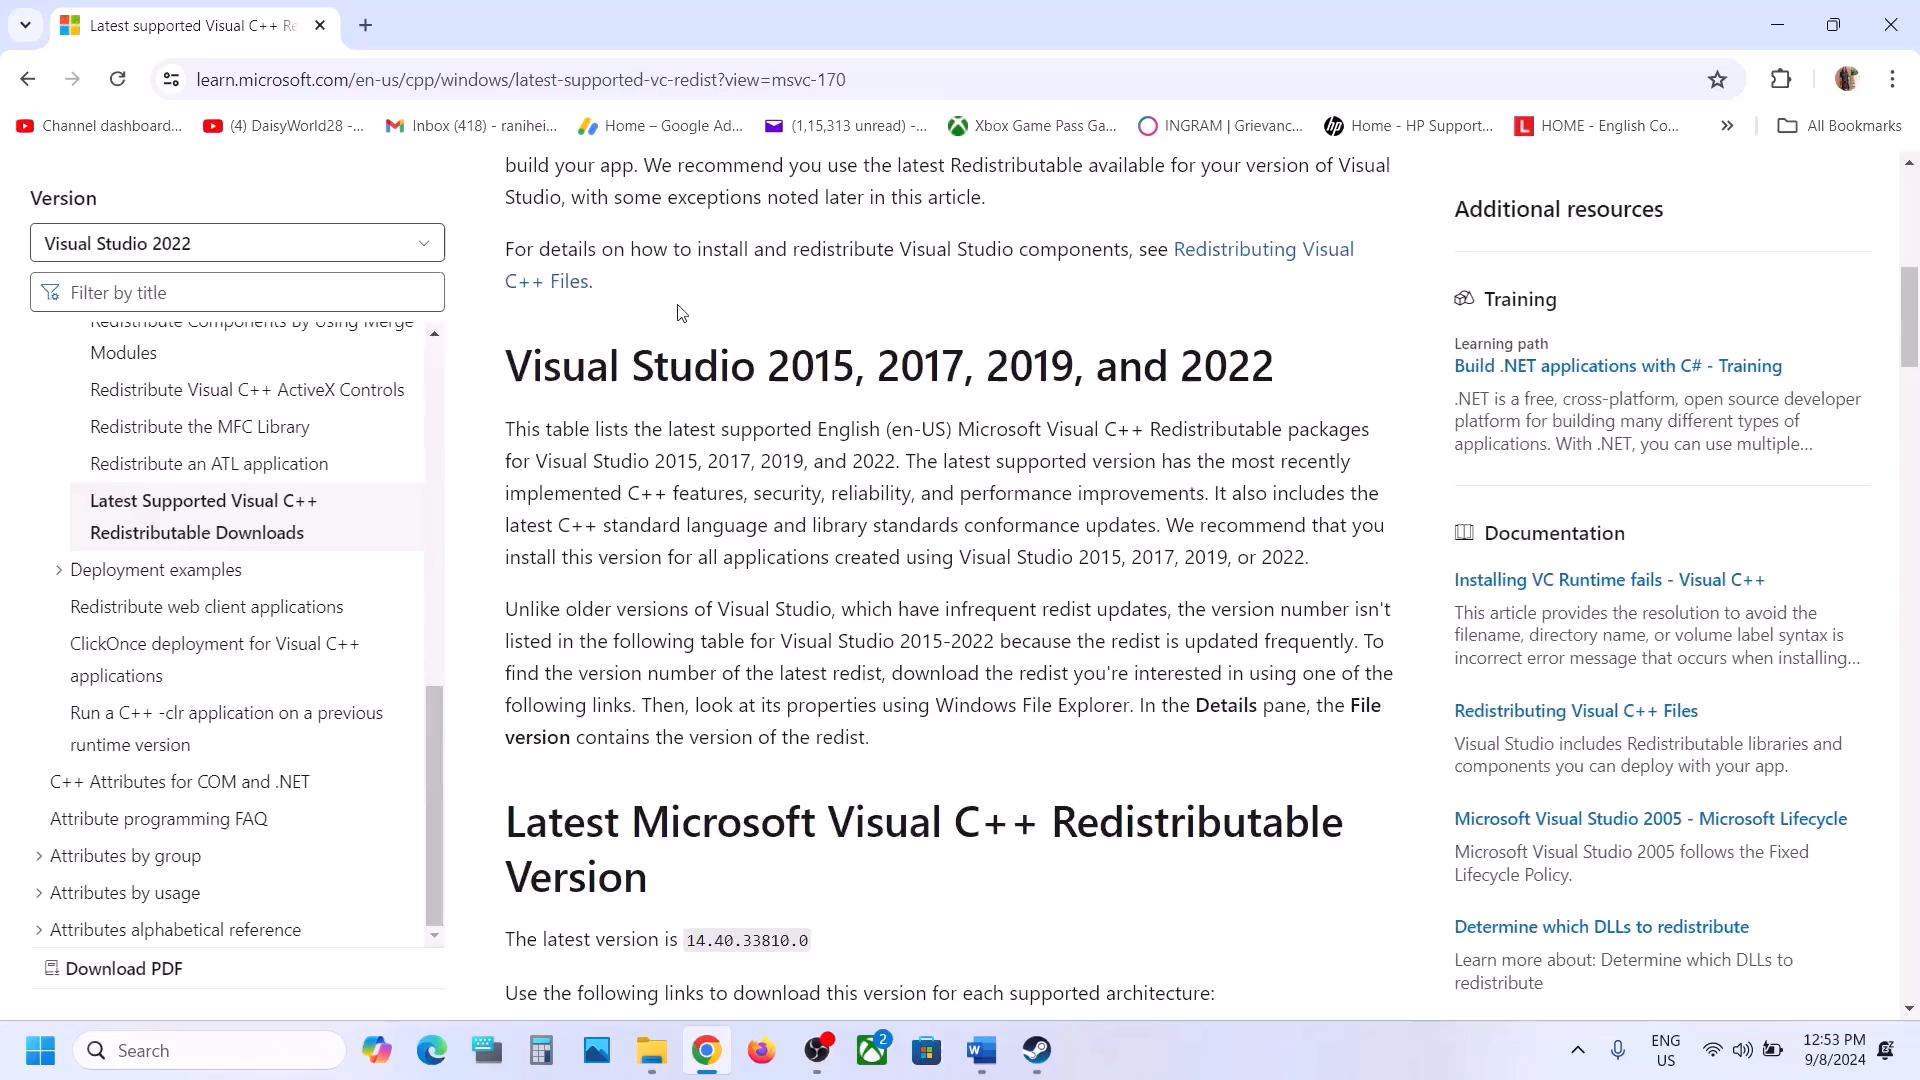 Latest supported Visual C++ Re
learn.microsoft.com/en-us/cpp/windows/latest-supported-vc-redist?view=msvc-170
Channel dashboard...
(4) DaisyWorld28 -...
Inbox (418) - ranihei...
Home – Google Ad...
(1,15,313 unread) -...
Xbox Game Pass Ga...
INGRAM | Grievanc...
Home - HP Support...
HOME - English Co...
All Bookmarks
Version
Visual Studio 2022
Filter by title
Redistribute Components By Using Merge
Modules
Redistribute Visual C++ ActiveX Controls
Redistribute the MFC Library
Redistribute an ATL application
Latest Supported Visual C++
Redistributable Downloads
Deployment examples
Redistribute web client applications
ClickOnce deployment for Visual C++
applications
Run a C++ -clr application on a previous
runtime version
C++ Attributes for COM and .NET
Attribute programming FAQ
Attributes by group
Attributes by usage
Attributes alphabetical reference
Download PDF
build your app. We recommend you use the latest Redistributable available for your version of Visual
Studio, with some exceptions noted later in this article.
For details on how to install and redistribute Visual Studio components, see Redistributing Visual
C++ Files.
Visual Studio 2015, 2017, 2019, and 2022
This table lists the latest supported English (en-US) Microsoft Visual C++ Redistributable packages
for Visual Studio 2015, 2017, 2019, and 2022. The latest supported version has the most recently
implemented C++ features, security, reliability, and performance improvements. It also includes the
latest C++ standard language and library standards conformance updates. We recommend that you
install this version for all applications created using Visual Studio 2015, 2017, 2019, or 2022.
Unlike older versions of Visual Studio, which have infrequent redist updates, the version number isn't
listed in the following table for Visual Studio 2015-2022 because the redist is updated frequently. To
find the version number of the latest redist, download the redist you're interested in using one of the
following links. Then, look at its properties using Windows File Explorer. In the Details pane, the File
version contains the version of the redist.
Latest Microsoft Visual C++ Redistributable
Version
The latest version is 14.40.33810.0
Use the following links to download this version for each supported architecture:
Additional resources
Training
Learning path
Build .NET applications with C# - Training
.NET is a free, cross-platform, open source developer
platform for building many different types of
applications. With .NET, you can use multiple...
Documentation
Installing VC Runtime fails - Visual C++
This article provides the resolution to avoid the
filename, directory name, or volume label syntax is
incorrect error message that occurs when installing...
Redistributing Visual C++ Files
Visual Studio includes Redistributable libraries and
components you can deploy with your app.
Microsoft Visual Studio 2005 - Microsoft Lifecycle
Microsoft Visual Studio 2005 follows the Fixed
Lifecycle Policy.
Determine which DLLs to redistribute
Learn more about: Determine which DLLs to
redistribute
Search
2
ENG
US
12:53 PM
9/8/2024